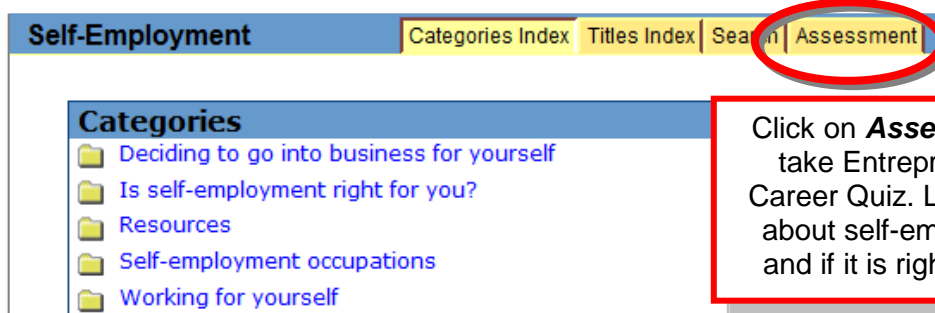 Self-Employment Categories Index Titles Index Search Assessment
Categories
Deciding to go into business for yourself
Is self-employment right for you?
Resources
Self-employment occupations
Working for yourself
Click on
take
Career Quiz.
about
and if it is